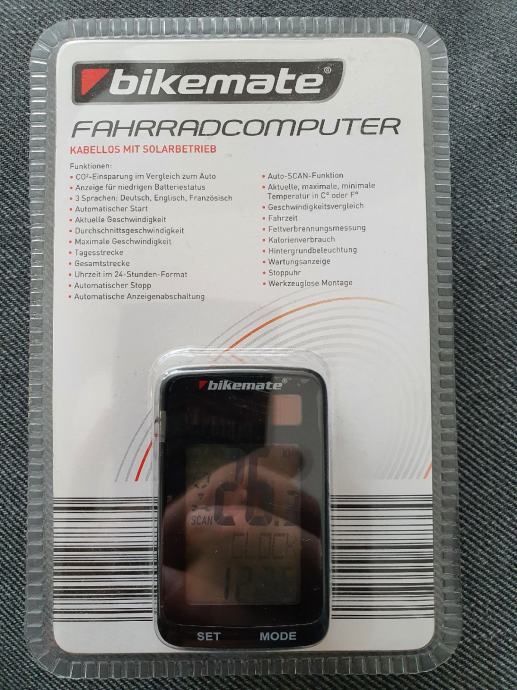 bikemate®
FAHRRADCOMPUTER
KABELLOS MIT SOLARBETRIEB
Funktionen:
• CO²-Einsparung im Vergleich zum Auto
• Anzeige für niedrigen Batteriestatus
• 3 Sprachen: Deutsch, Englisch, Französisch
• Automatischer Start
• Aktuelle Geschwindigkeit
• Durchschnittsgeschwindigkeit
• Maximale Geschwindigkeit
• Tagesstrecke
• Gesamtstrecke
• Uhrzeit im 24-Stunden-Format
• Automatischer Stopp
• Automatische Anzeigenabschaltung
• Auto-SCAN-Funktion
• Aktuelle, maximale, minimale
Temperatur in C° oder F°
• Geschwindigkeitsvergleich
• Fahrzeit
• Fettverbrennungsmessung
• Kalorienverbrauch
• Hintergrundbeleuchtung
• Wartungsanzeige
• Stoppuhr
• Werkzeuglose Montage
bikemate®
SCAN
CLOCK
SET MODE